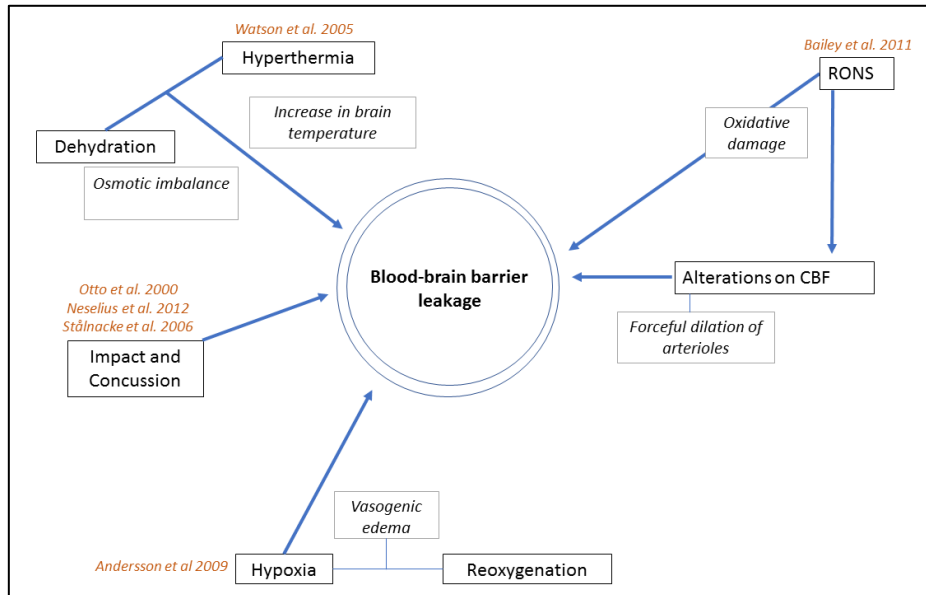 Watson et al. 2005
Hyperthermia
Increase in brain
temperature
Dehydration
Osmotic imbalance
Bailey et al. 2011
RONS
Oxidative
damage
Blood-brain barrier
leakage
Alterations on CBF
Forceful dilation of
arterioles
Otto et al. 2000
Neselius et al. 2012
Stålnacke et al. 2006
Impact and
Concussion
Vasogenic
edema
Andersson et al 2009
Hypoxia
Reoxygenation